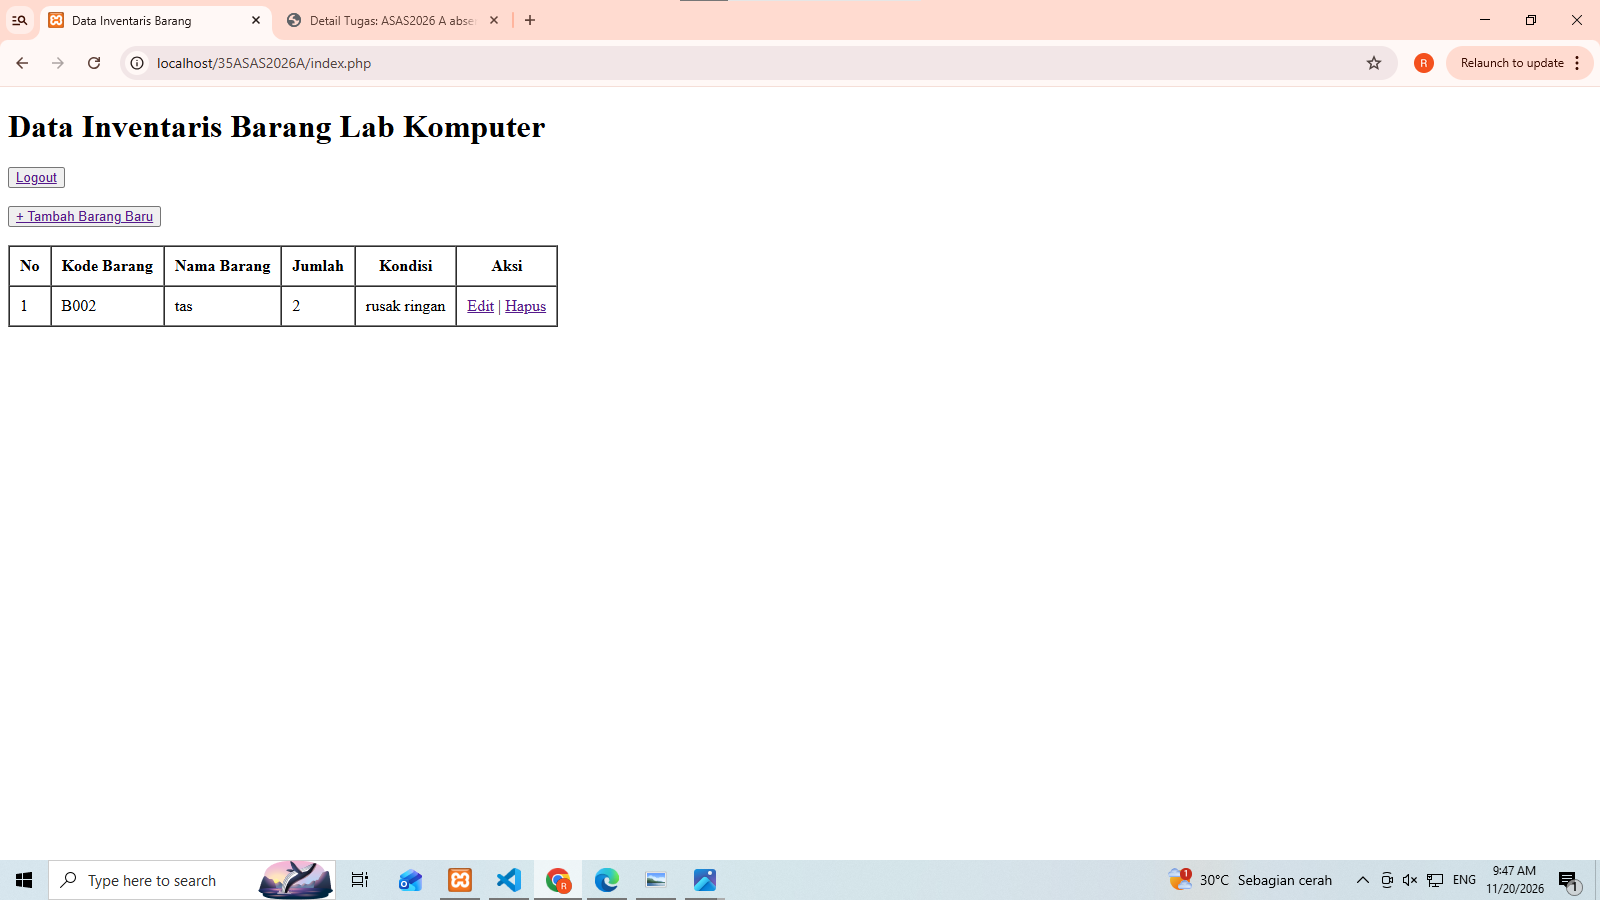 Data Inventaris Barang
Detail Tugas: ASAS2026 A abse
localhost/35ASAS2026A/index.php
R
Relaunch to update
Data Inventaris Barang Lab Komputer
Logout
+ Tambah Barang Baru
No Kode Barang Nama Barang Jumlah Kondisi Aksi
1 B002 tas 2 rusak ringan Edit | Hapus
Type here to search
R
1
30°C Sebagian cerah
ENG
9:47 AM
11/20/2026
1